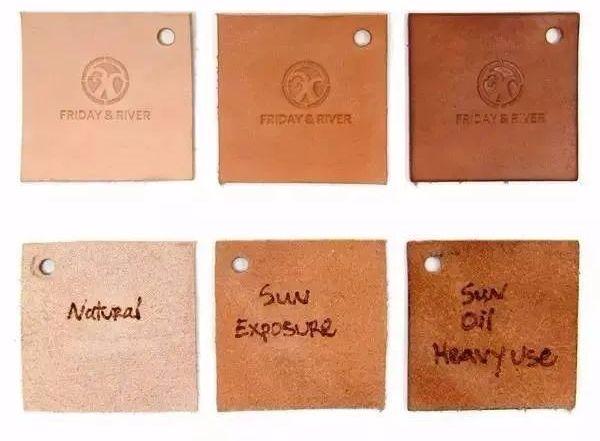 FRIDAY & RIVER
FRIDAY & RIVER
FRIDAY & RIVER
Natural
Sun
Exposure
Sun
Oil
Heavy use